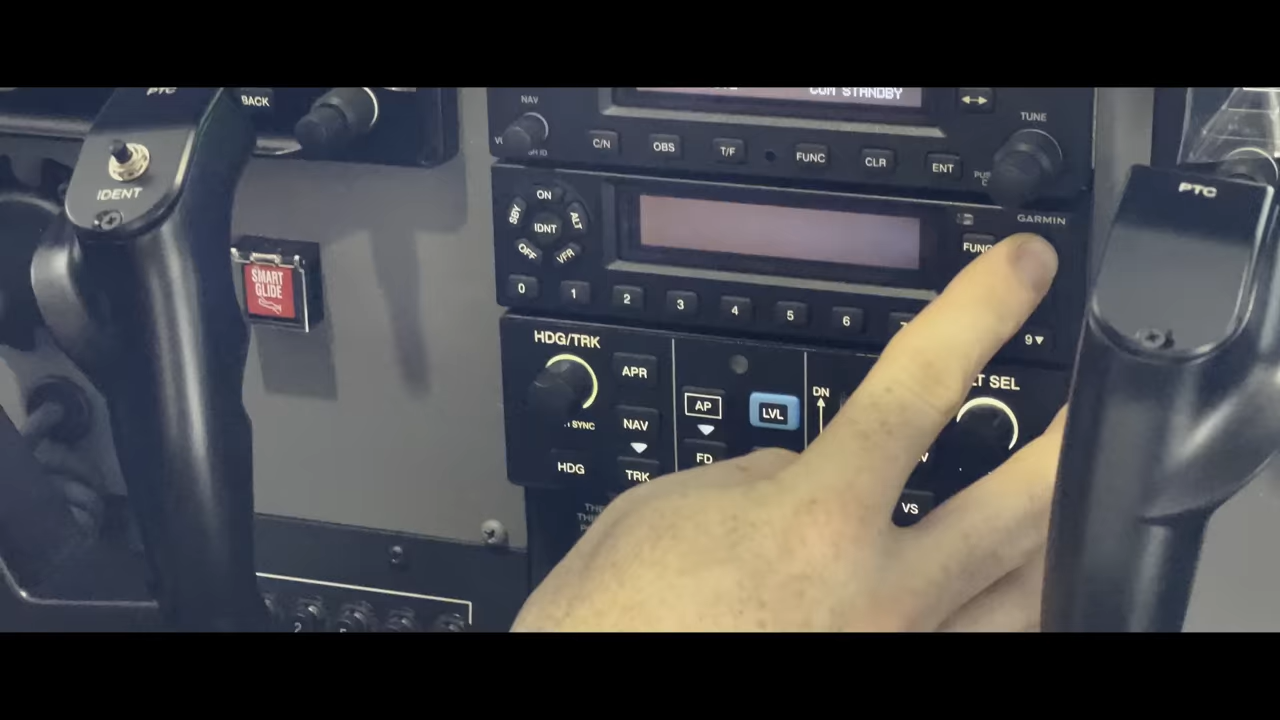 PTC
BACK
IDENT
SMART
GLIDE
NAV
COM STANDBY
C/N
OBS
T/F
FUNC
CLR
ENT
TUNE
ON
SBY
ALT
IDNT
OFF
VFR
GARMIN
FUNC
0
1
2
3
4
5
6
9▼
HDG/TRK
APR
NAV
HDG
TRK
AP
FD
LVL
DN
VS
PTC